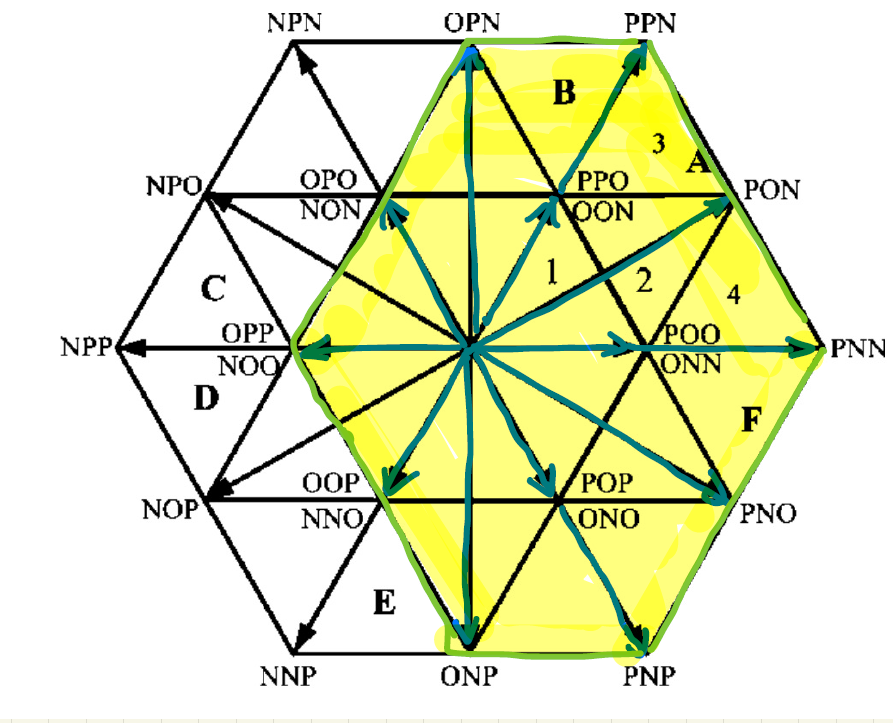 NPN OPN PPN
B
3 A
NPO OPO PPO PON
NON OON
C 1 2 4
NPP OPP POO PNN
NOO ONN
D F
NOP OOP POP PNO
NNO ONO
E
NNP ONP PNP